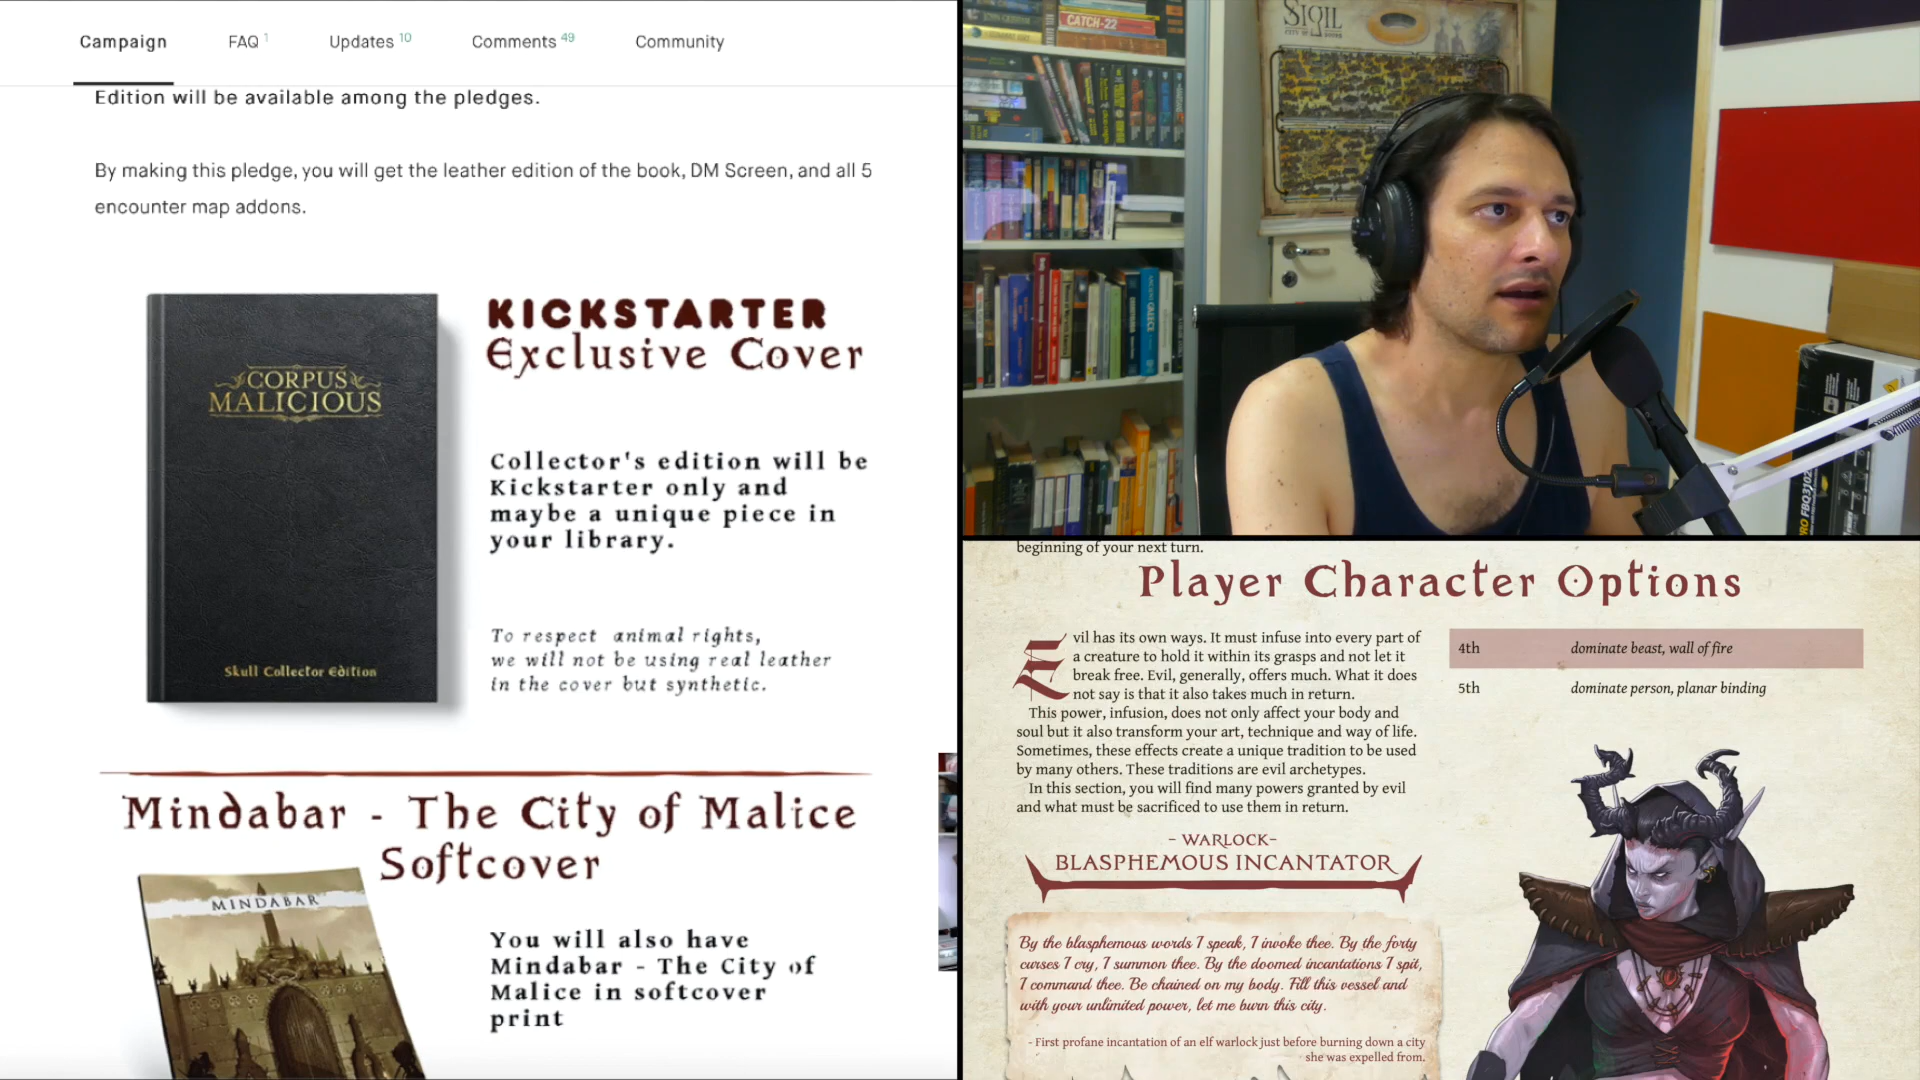 Campaign
FAQ 1
Updates 10
Comments 49
Community
Edition will be available among the pledges.
By making this pledge, you will get the leather edition of the book, DM Screen, and all 5
encounter map addons.
CORPUS
MALICIOUS
Skull Collector Edition
KICKSTARTER
Exclusive Cover
Collector's edition will be
Kickstarter only and
maybe a unique piece in
your library.
To respect animal rights,
we will not be using real leather
in the cover but synthetic.
Mindabar - The City of Malice
Softcover
MINDABAR
You will also have
Mindabar - The City of
Malice in softcover
print
CATCH-22
SIGIL
beginning of your next turn.
Player Character Options
Evil has its own ways. It must infuse into every part of
a creature to hold it within its grasps and not let it
break free. Evil, generally, offers much. What it does
not say is that it also takes much in return.
This power, infusion, does not only affect your body and
soul but it also transform your art, technique and way of life.
Sometimes, these effects create a unique tradition to be used
by many others. These traditions are evil archetypes.
In this section, you will find many powers granted by evil
and what must be sacrificed to use them in return.
- WARLOCK-
BLASPHEMOUS INCANTATOR
By the blasphemous words I speak, I invoke thee. By the forty
curses I cry, I summon thee. By the doomed incantations I spit,
I command thee. Be chained on my body. Fill this vessel and
with your unlimited power, let me burn this city.
- First profane incantation of an elf warlock just before burning down a city
she was expelled from.
4th dominate beast, wall of fire
5th dominate person, planar binding